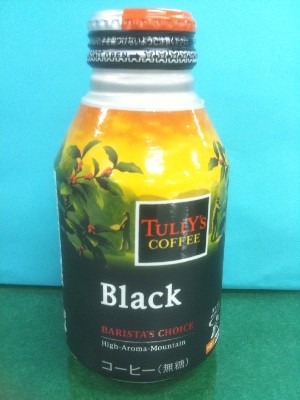 TULLY'S
COFFEE
Black
BARISTA'S CHOICE
High-Aroma-Mountain
コーヒー(無糖)